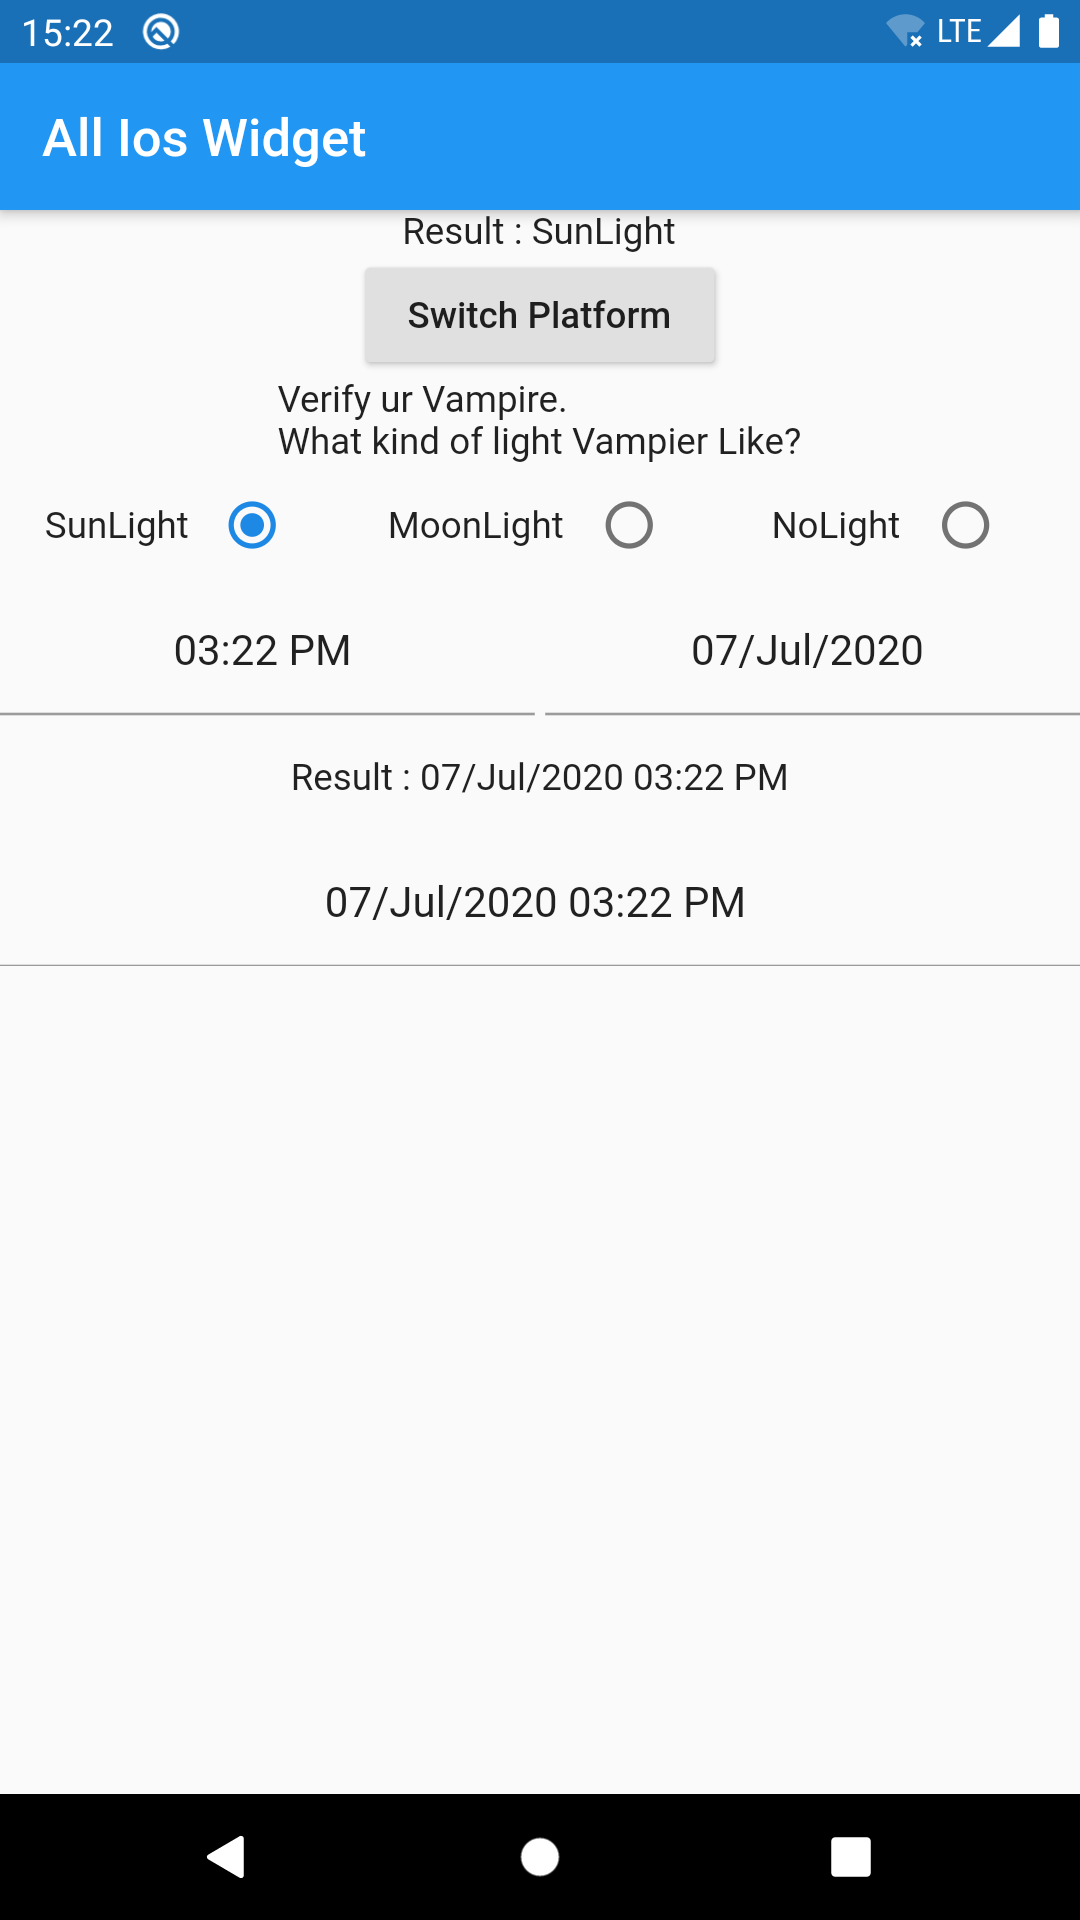 15:22 LTE
All Ios Widget
Result : SunLight
Switch Platform
Verify ur Vampire.
What kind of light Vampier Like?
SunLight MoonLight NoLight
03:22 PM 07/Jul/2020
Result : 07/Jul/2020 03:22 PM
07/Jul/2020 03:22 PM